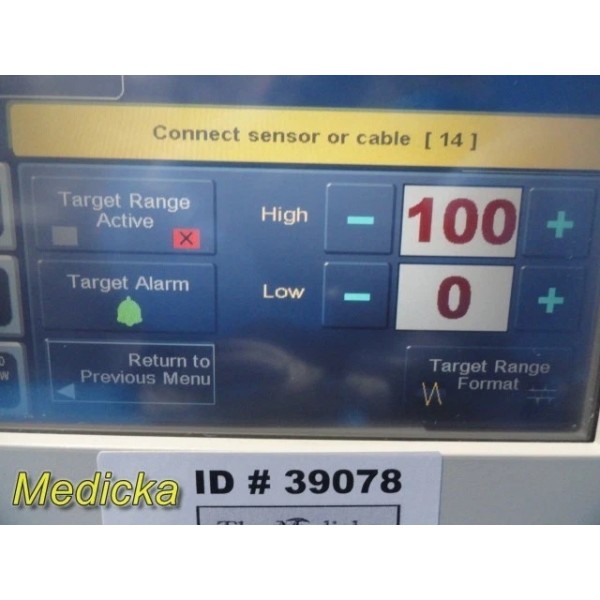 Connect sensor or cable [ 14 ]
Target Range
Active
High
100
Target Alarm
Low
0
Return to
Previous Menu
Target Range
Format
Medicka
ID # 39078